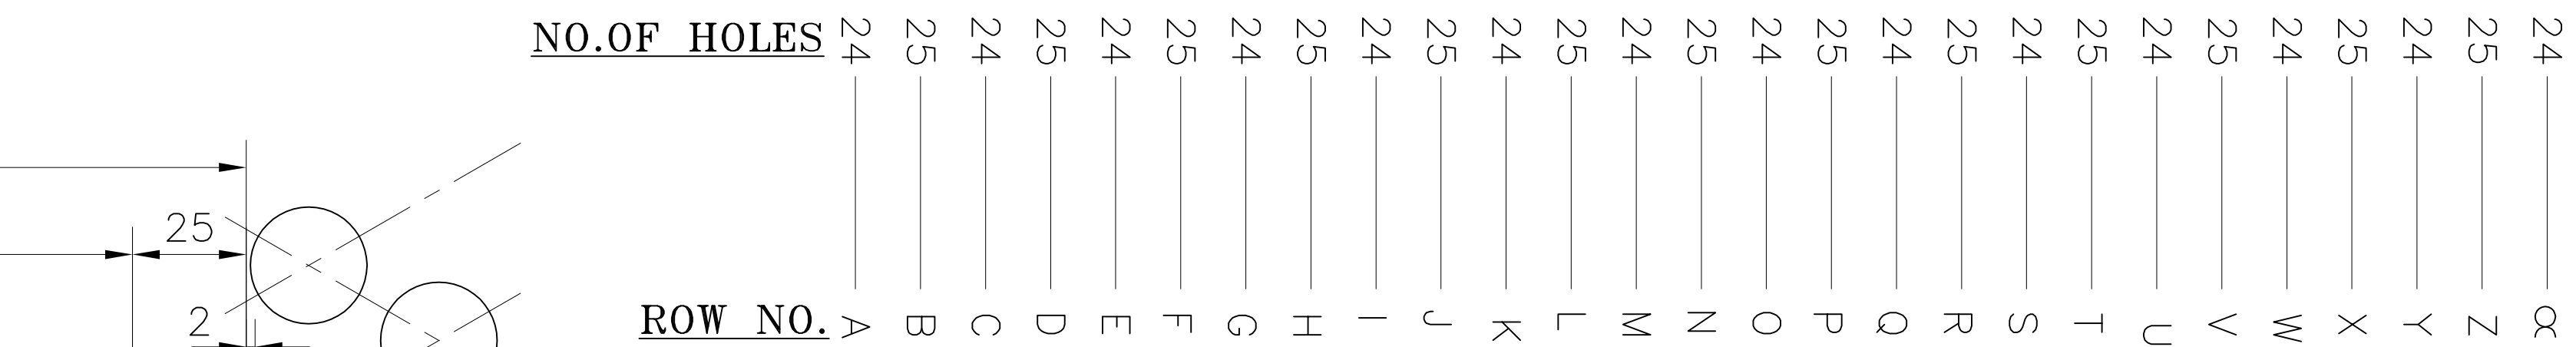 NO.OF HOLES 24 25 24 25 24 25 24 25 24 25 24 25 24 25 24 25 24 25 24 25 24 25 24 25 24 25 24
25
2
ROW NO. A B C D E F G H I J K L M N O P Q R S T U V W X Y Z α